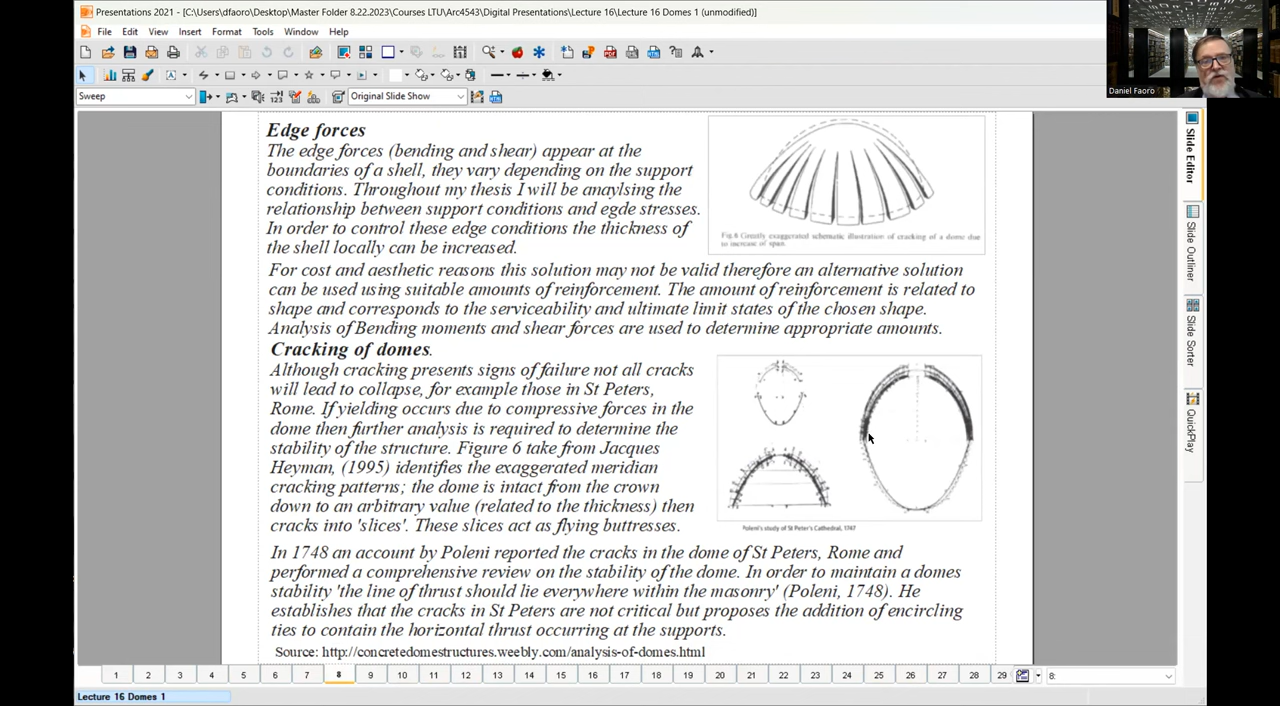 Presentations 2021 - [C:\Users\dfaoro\Desktop\Master Folder 8.22.2023\Courses LTU\Arc4543\Digital Presentations\Lecture 16\Lecture 16 Domes 1 (unmodified)]
File Edit View Insert Format Tools Window Help
Sweep
Original Slide Show
Daniel Faoro
Edge forces
The edge forces (bending and shear) appear at the
boundaries of a shell, they vary depending on the support
conditions. Throughout my thesis I will be anaylsing the
relationship between support conditions and egde stresses.
In order to control these edge conditions the thickness of
the shell locally can be increased.
Fig.6 Greatly exaggerated schematic illustration of cracking of a dome due
to increase of span.
For cost and aesthetic reasons this solution may not be valid therefore an alternative solution
can be used using suitable amounts of reinforcement. The amount of reinforcement is related to
shape and corresponds to the serviceability and ultimate limit states of the chosen shape.
Analysis of Bending moments and shear forces are used to determine appropriate amounts.
Cracking of domes.
Although cracking presents signs of failure not all cracks
will lead to collapse, for example those in St Peters,
Rome. If yielding occurs due to compressive forces in the
dome then further analysis is required to determine the
stability of the structure. Figure 6 take from Jacques
Heyman, (1995) identifies the exaggerated meridian
cracking patterns; the dome is intact from the crown
down to an arbitrary value (related to the thickness) then
cracks into 'slices'. These slices act as flying buttresses.
Poleni's study of St Peter's Cathedral, 1747
In 1748 an account by Poleni reported the cracks in the dome of St Peters, Rome and
performed a comprehensive review on the stability of the dome. In order to maintain a domes
stability 'the line of thrust should lie everywhere within the masonry' (Poleni, 1748). He
establishes that the cracks in St Peters are not critical but proposes the addition of encircling
ties to contain the horizontal thrust occurring at the supports.
Source: http://concretedomestructures.weebly.com/analysis-of-domes.html
Slide Editor
Slide Outliner
Slide Sorter
QuickPlay
1 2 3 4 5 6 7 8 9 10 11 12 13 14 15 16 17 18 19 20 21 22 23 24 25 26 27 28 29
8:
Lecture 16 Domes 1